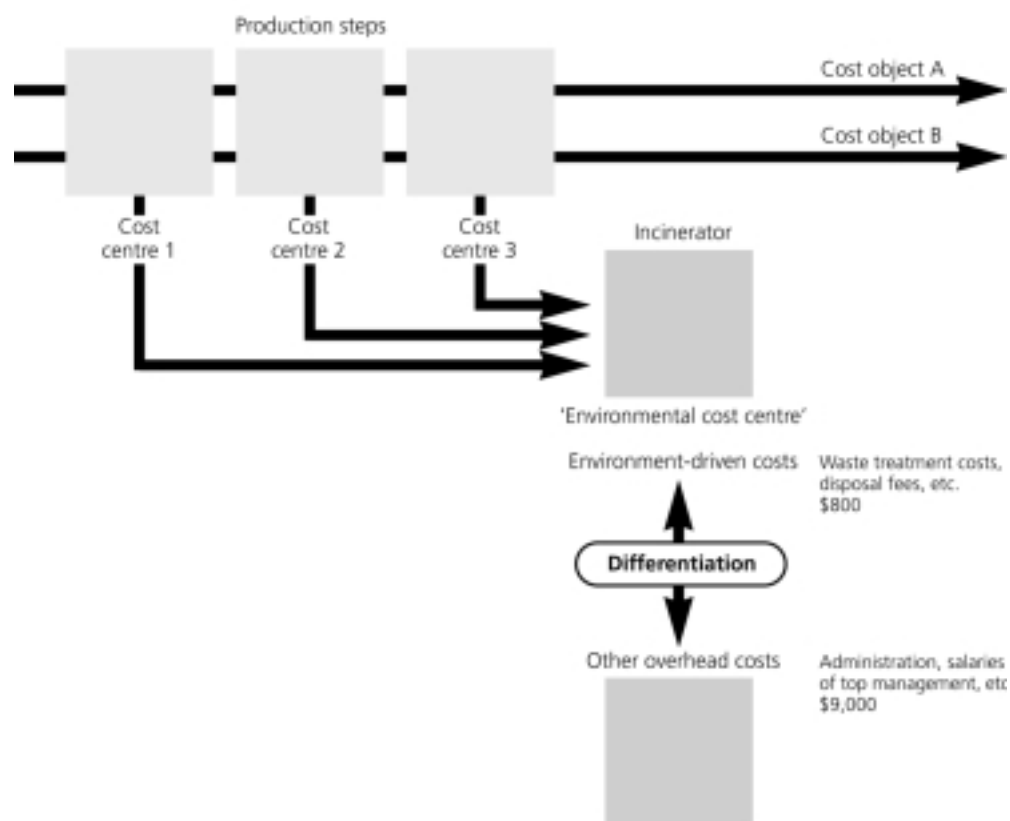 Production steps
Cost object A
Cost object B
Cost
centre 1
Cost
centre 2
Cost
centre 3
Incinerator
'Environmental cost centre'
Environment-driven costs
Waste treatment costs,
disposal fees, etc.
$800
Differentiation
Other overhead costs
Administration, salaries
of top management, etc
$9,000